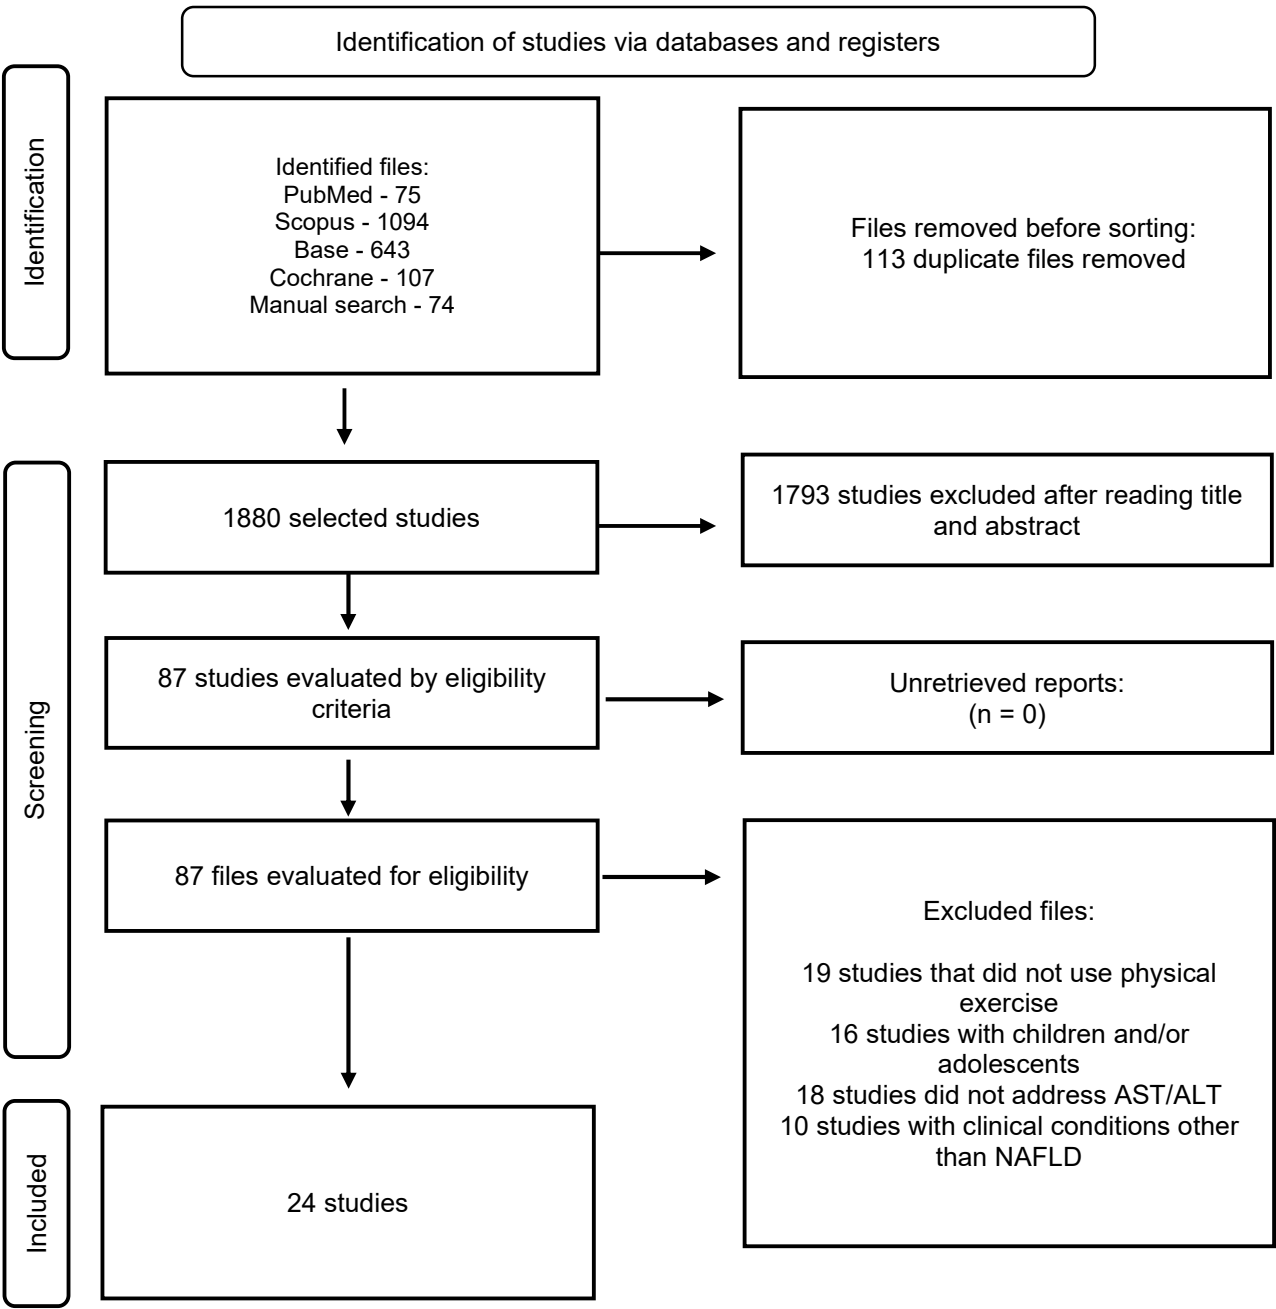 Identification of studies via databases and registers
Identification
Identified files:
PubMed - 75
Scopus - 1094
Base - 643
Cochrane - 107
Manual search - 74
Files removed before sorting:
113 duplicate files removed
Screening
1880 selected studies
1793 studies excluded after reading title
and abstract
87 studies evaluated by eligibility
criteria
Unretrieved reports:
(n = 0)
87 files evaluated for eligibility
Excluded files:
19 studies that did not use physical
exercise
16 studies with children and/or
adolescents
18 studies did not address AST/ALT
10 studies with clinical conditions other
than NAFLD
Included
24 studies